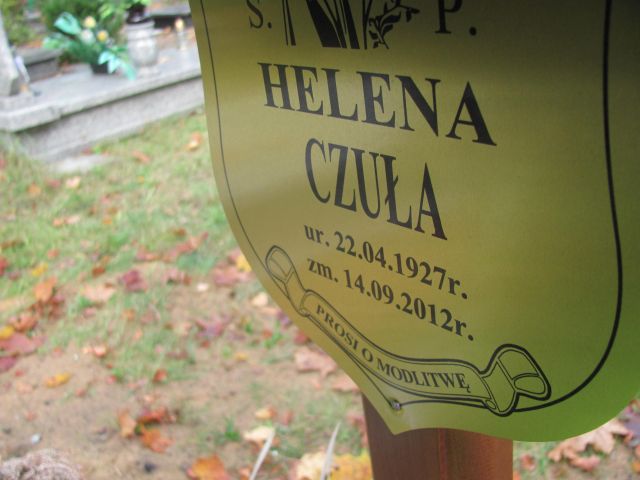 S. P.
HELENA
CZUŁA
ur. 22.04.1927r.
zm. 14.09.2012r.
PROSI O MODLITWĘ